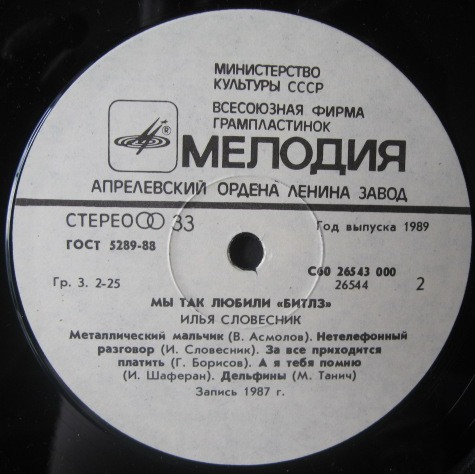 МИНИСТЕРСТВО
КУЛЬТУРЫ СССР
ВСЕСОЮЗНАЯ ФИРМА
ГРАМПЛАСТИНОК
® МЕЛОДИЯ
АПРЕЛЕВСКИЙ ОРДЕНА ЛЕНИНА ЗАВОД
СТЕРЕО 33 Год выпуска 1989
ГОСТ 5289-88
С60 26543 000
Гр. 3. 2-25 26544 2
МЫ ТАК ЛЮБИЛИ «БИТЛЗ»
ИЛЬЯ СЛОВЕСНИК
Металлический мальчик (В. Асмолов). Нетелефонный
разговор (И. Словесник). За все приходится
платить (Г. Борисов). А я тебя помню
(И. Шаферан). Дельфины (М. Танич)
Запись 1987 г.